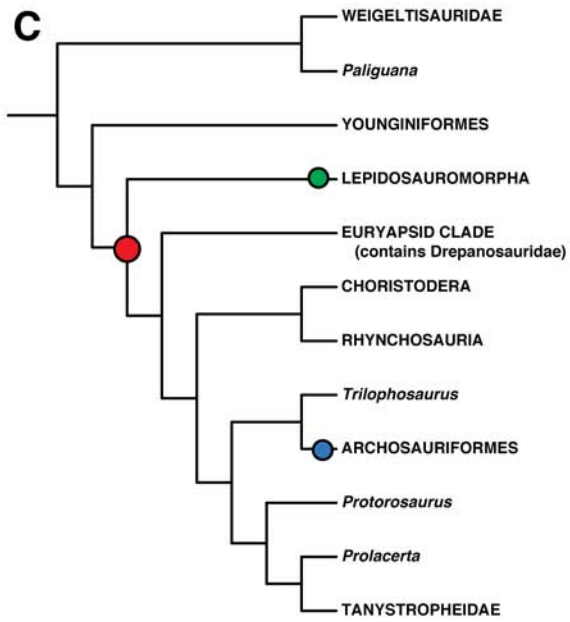 C
WEIGELTISAURIDAE
Paliguana
YOUNGINIFORMES
LEPIDOSAUROMORPHA
EURYAPSID CLADE
(contains Drepanosauridae)
CHORISTODERA
RHYNCHOSAURIA
Trilophosaurus
ARCHOSAURIFORMES
Protorosaurus
Prolacerta
TANYSTROPHEIDAE